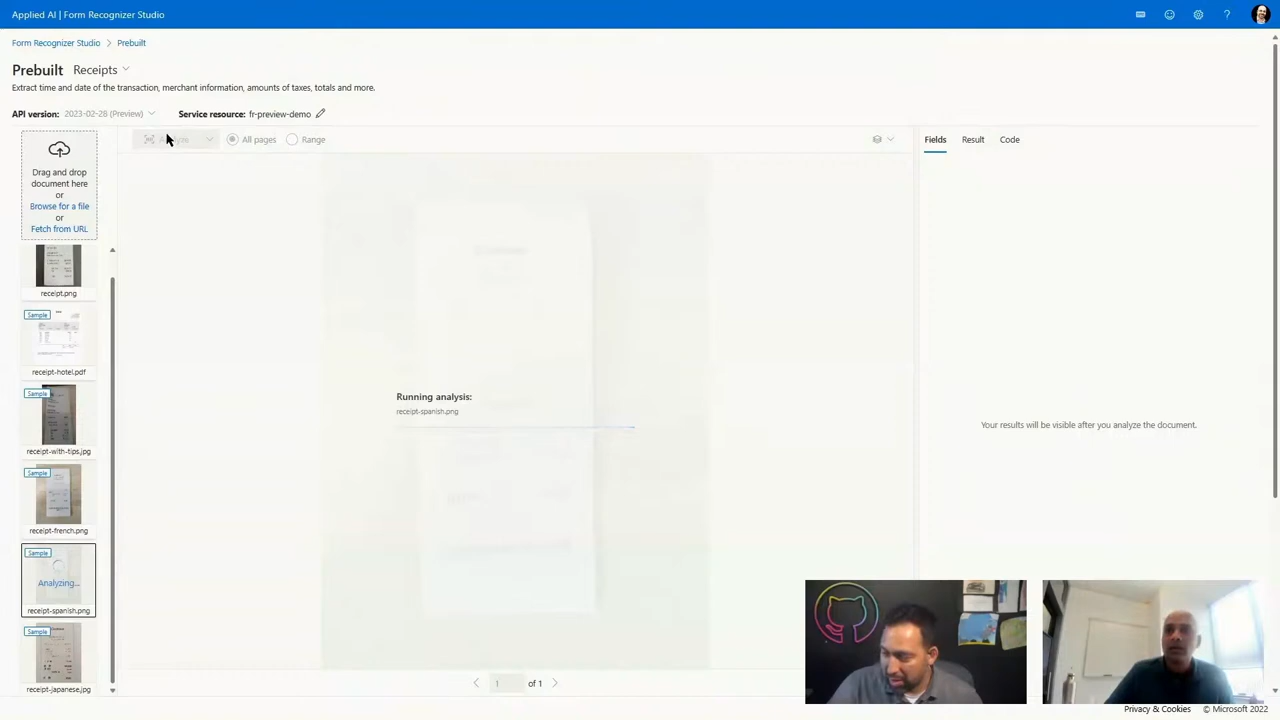 Applied AI | Form Recognizer Studio
Form Recognizer Studio > Prebuilt
Prebuilt Receipts
Extract time and date of the transaction, merchant information, amounts of taxes, totals and more.
API version: 2023-02-28 (Preview) Service resource: fr-preview-demo
All pages Range
Fields Result Code
Drag and drop
document here
or
Browse for a file
or
Fetch from URL
receipt.png
Sample
receipt-hotel.pdf
Sample
receipt-with-tips.jpg
Sample
receipt-french.png
Sample
Analyzing...
receipt-spanish.png
Sample
receipt-japanese.jpg
Running analysis:
receipt-spanish.png
Your results will be visible after you analyze the document.
1 of 1
Privacy & Cookies © Microsoft 2022